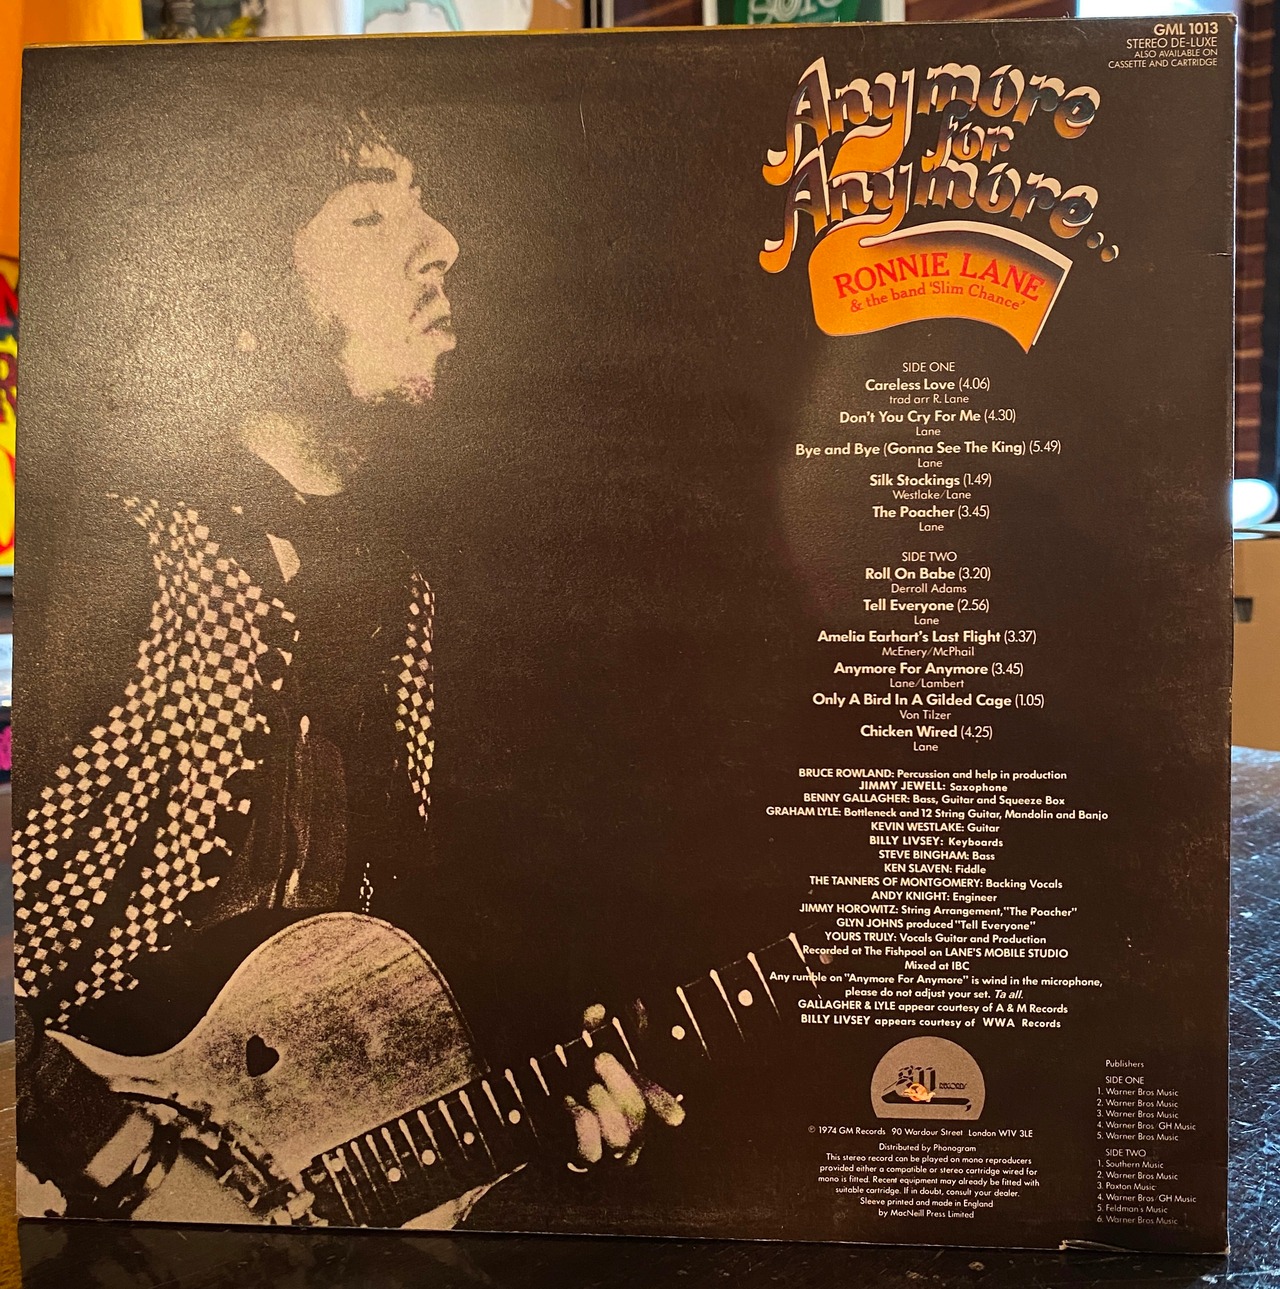 GML 1013
STEREO DE-LUXE
ALSO AVAILABLE ON
CASSETTE AND CARTRIDGE
Anymore
for
Anymore..
RONNIE LANE
& the band 'Slim Chance'
SIDE ONE
Careless Love (4.06)
trad arr R. Lane
Don't You Cry For Me (4.30)
Lane
Bye and Bye (Gonna See The King) (5.49)
Lane
Silk Stockings (1.49)
Westlake/Lane
The Poacher (3.45)
Lane
SIDE TWO
Roll On Babe (3.20)
Derroll Adams
Tell Everyone (2.56)
Lane
Amelia Earhart's Last Flight (3.37)
McEnery/McPhail
Anymore For Anymore (3.45)
Lane/Lambert
Only A Bird In A Gilded Cage (1.05)
Von Tilzer
Chicken Wired (4.25)
Lane
BRUCE ROWLAND: Percussion and help in production
JIMMY JEWELL: Saxophone
BENNY GALLAGHER: Bass, Guitar and Squeeze Box
GRAHAM LYLE: Bottleneck and 12 String Guitar, Mandolin and Banjo
KEVIN WESTLAKE: Guitar
BILLY LIVSEY: Keyboards
STEVE BINGHAM: Bass
KEN SLAVEN: Fiddle
THE TANNERS OF MONTGOMERY: Backing Vocals
ANDY KNIGHT: Engineer
JIMMY HOROWITZ: String Arrangement, "The Poacher"
GLYN JOHNS produced "Tell Everyone"
YOURS TRULY: Vocals Guitar and Production
Recorded at The Fishpool on LANE'S MOBILE STUDIO
Mixed at IBC
Any rumble on "Anymore For Anymore" is wind in the microphone,
please do not adjust your set. Ta all.
GALLAGHER & LYLE appear courtesy of A & M Records
BILLY LIVSEY appears courtesy of WWA Records
RECORDS
℗ 1974 GM Records 90 Wardour Street London W1V 3LE
Distributed by Phonogram
This stereo record can be played on mono reproducers
provided either a compatible or stereo cartridge wired for
mono is fitted. Recent equipment may already be fitted with
suitable cartridge. If in doubt, consult your dealer.
Sleeve printed and made in England
by MacNeill Press Limited
Publishers
SIDE ONE
1. Warner Bros Music
2. Warner Bros Music
3. Warner Bros Music
4. Warner Bros/GH Music
5. Warner Bros Music
SIDE TWO
1. Southern Music
2. Warner Bros Music
3. Paxton Music
4. Warner Bros/GH Music
5. Feldman's Music
6. Warner Bros Music